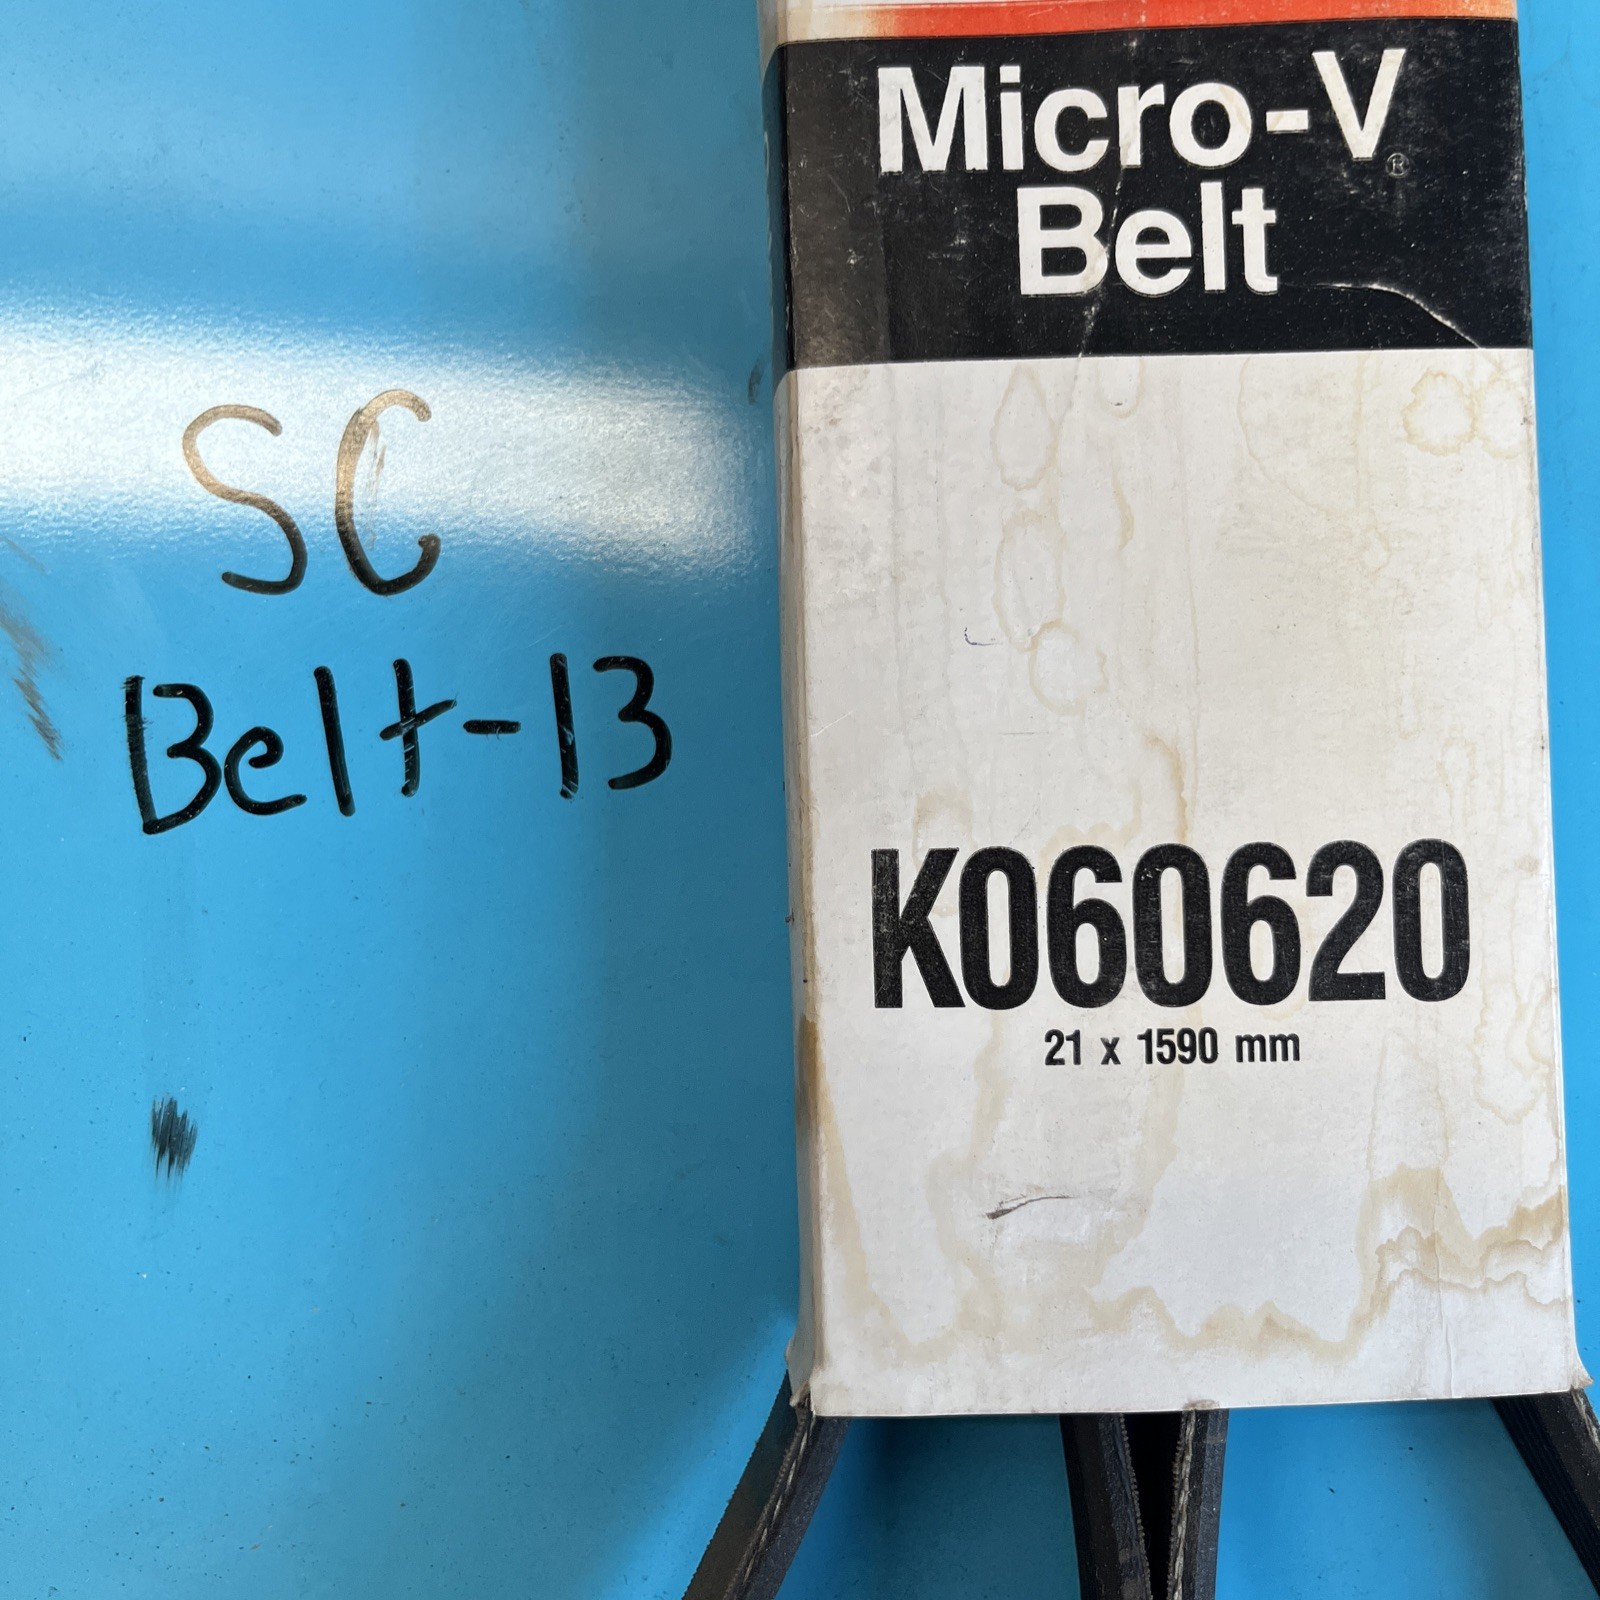 SC
Belt-13
Micro-V®
Belt
K060620
21 x 1590 mm